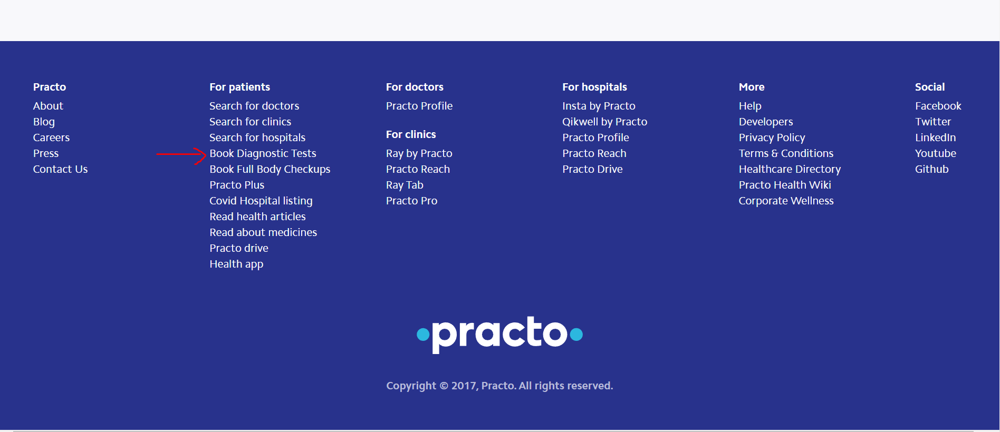 Practo
About
Blog
Careers
Press
Contact Us
For patients
Search for doctors
Search for clinics
Search for hospitals
Book Diagnostic Tests
Book Full Body Checkups
Practo Plus
Covid Hospital listing
Read health articles
Read about medicines
Practo drive
Health app
For doctors
Practo Profile
For clinics
Ray by Practo
Practo Reach
Ray Tab
Practo Pro
For hospitals
Insta by Practo
Qikwell by Practo
Practo Profile
Practo Reach
Practo Drive
More
Help
Developers
Privacy Policy
Terms & Conditions
Healthcare Directory
Practo Health Wiki
Corporate Wellness
Social
Facebook
Twitter
LinkedIn
Youtube
Github
practo
Copyright © 2017, Practo. All rights reserved.